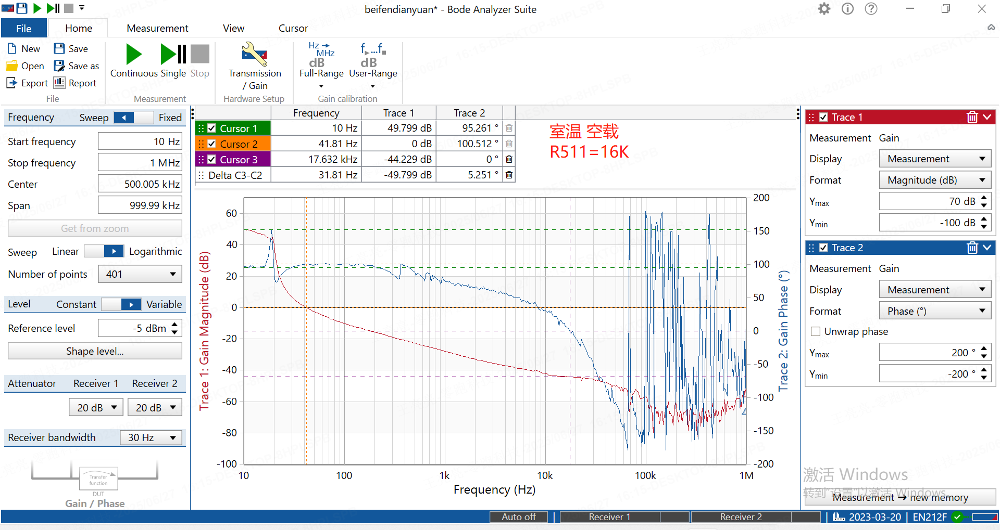 beifendianyuan* - Bode Analyzer Suite
File
Home
Measurement
View
Cursor
New
Save
Open
Save as
Export
Report
File
Continuous
Single
Stop
Measurement
Transmission
/ Gain
Hardware Setup
Hz
MHz
dB
Full-Range
f...f
dB
User-Range
Gain calibration
Frequency Sweep Fixed
Start frequency 10 Hz
Stop frequency 1 MHz
Center 500.005 kHz
Span 999.99 kHz
Get from zoom
Sweep Linear Logarithmic
Number of points 401
Level Constant Variable
Reference level -5 dBm
Shape level...
Attenuator Receiver 1 Receiver 2
20 dB 20 dB
Receiver bandwidth 30 Hz
Transfer
function
DUT
Gain / Phase
Frequency Trace 1 Trace 2
Cursor 1 10 Hz 49.799 dB 95.261 °
Cursor 2 41.81 Hz 0 dB 100.512 °
Cursor 3 17.632 kHz -44.229 dB 0 °
Delta C3-C2 31.81 Hz -49.799 dB 5.251 °
室温 空载
R511=16K
Trace 1: Gain Magnitude (dB)
60
40
20
0
-20
-40
-60
-80
-100
200
150
100
50
0
-50
-100
-150
-200
Trace 2: Gain Phase (°)
10 100 1k 10k 100k 1M
Frequency (Hz)
Trace 1
Measurement Gain
Display Measurement
Format Magnitude (dB)
Ymax 70 dB
Ymin -100 dB
Trace 2
Measurement Gain
Display Measurement
Format Phase (°)
Unwrap phase
Ymax 200 °
Ymin -200 °
激活 Windows
转到"设置"以激活 Windows。
Measurement → new memory
Auto off
Receiver 1
Receiver 2
2023-03-20
EN212F